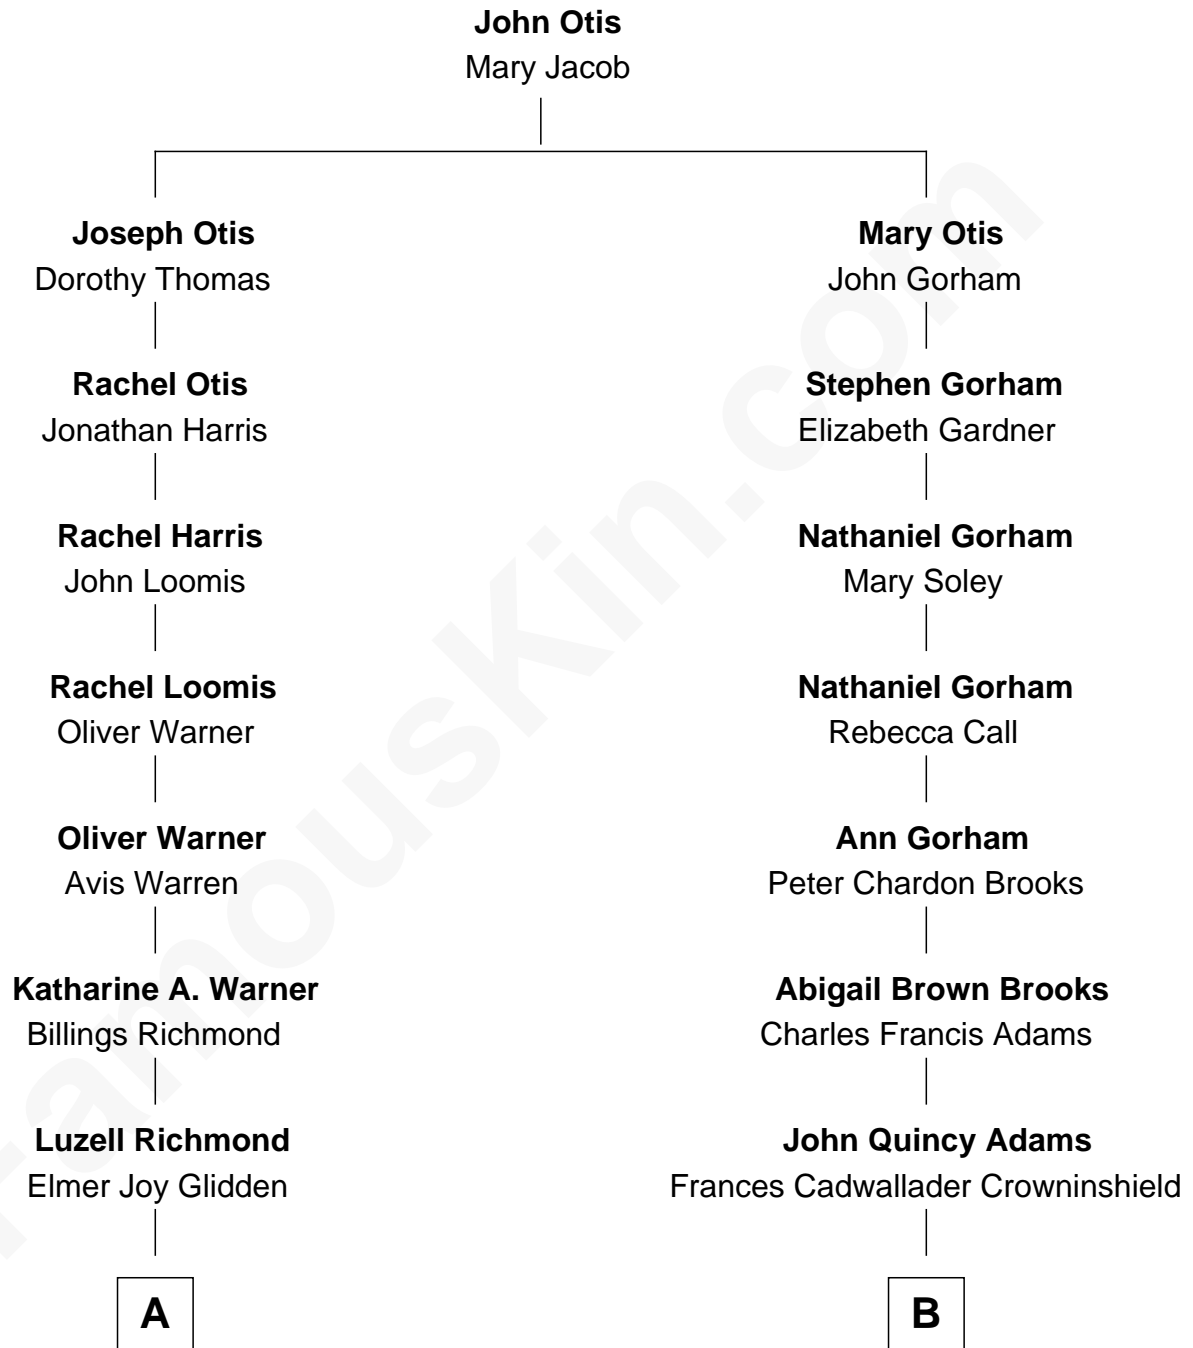 John Otis
Mary Jacob
Joseph Otis
Dorothy Thomas
Mary Otis
John Gorham
Rachel Otis
Jonathan Harris
Stephen Gorham
Elizabeth Gardner
Rachel Harris
John Loomis
Nathaniel Gorham
Mary Soley
Rachel Loomis
Oliver Warner
Nathaniel Gorham
Rebecca Call
Oliver Warner
Avis Warren
Ann Gorham
Peter Chardon Brooks
Katharine A. Warner
Billings Richmond
Abigail Brown Brooks
Charles Francis Adams
Luzell Richmond
Elmer Joy Glidden
John Quincy Adams
Frances Cadwallader Crowninshield
A
B
FamousKin.com